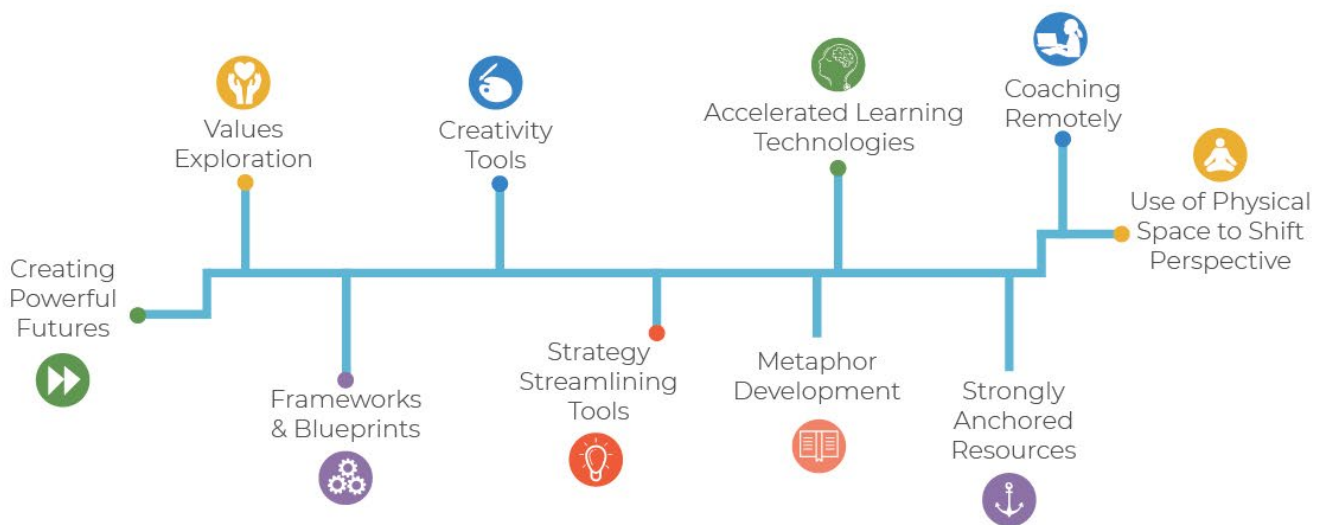 Values
Exploration
Creativity
Tools
Accelerated Learning
Technologies
Coaching
Remotely
Use of Physical
Space to Shift
Perspective
Creating
Powerful
Futures
Frameworks
& Blueprints
Strategy
Streamlining
Tools
Metaphor
Development
Strongly
Anchored
Resources